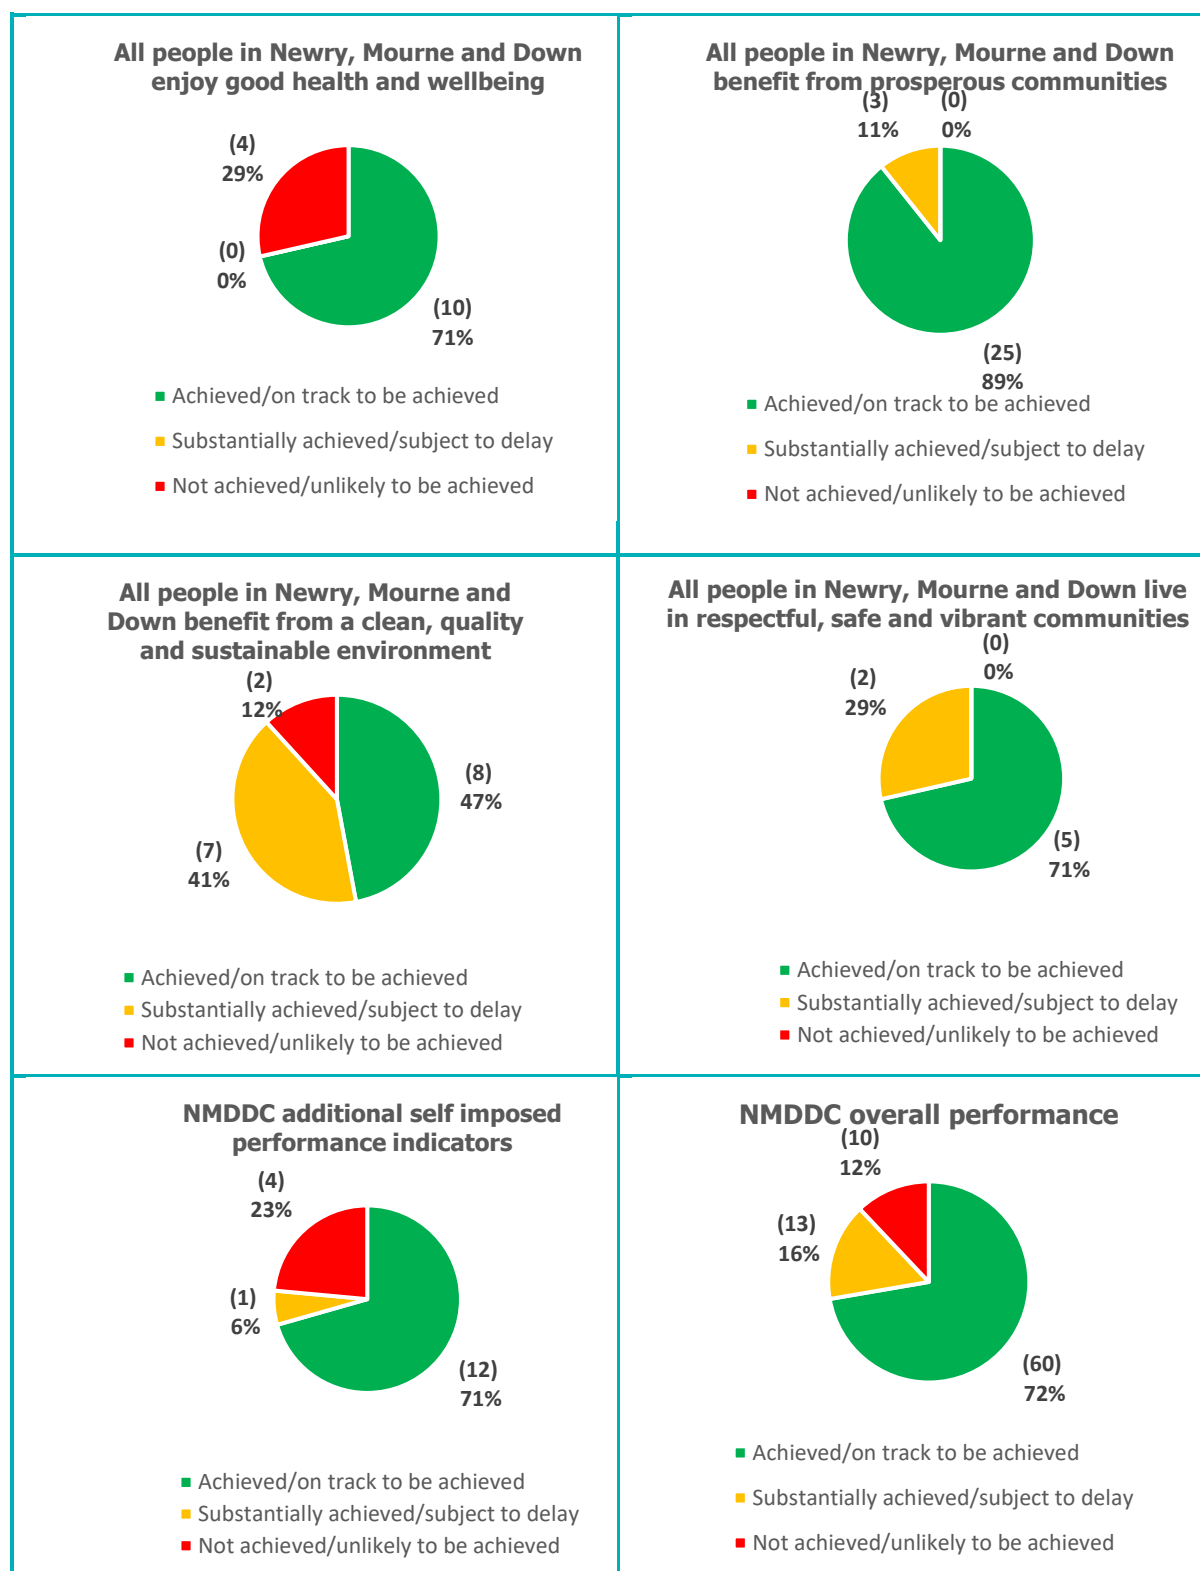 All people in Newry, Mourne and Down
enjoy good health and wellbeing
(4)
29%
(0)
0%
(10)
71%
Achieved/on track to be achieved
Substantially achieved/subject to delay
Not achieved/unlikely to be achieved
All people in Newry, Mourne and Down
benefit from prosperous communities
(3)
11%
(0)
0%
(25)
89%
Achieved/on track to be achieved
Substantially achieved/subject to delay
Not achieved/unlikely to be achieved
All people in Newry, Mourne and
Down benefit from a clean, quality
and sustainable environment
(2)
12%
(8)
47%
(7)
41%
Achieved/on track to be achieved
Substantially achieved/subject to delay
Not achieved/unlikely to be achieved
All people in Newry, Mourne and Down live
in respectful, safe and vibrant communities
(0)
0%
(2)
29%
(5)
71%
Achieved/on track to be achieved
Substantially achieved/subject to delay
Not achieved/unlikely to be achieved
NMDDC additional self imposed
performance indicators
(4)
23%
(1)
6%
(12)
71%
Achieved/on track to be achieved
Substantially achieved/subject to delay
Not achieved/unlikely to be achieved
NMDDC overall performance
(10)
12%
(13)
16%
(60)
72%
Achieved/on track to be achieved
Substantially achieved/subject to delay
Not achieved/unlikely to be achieved